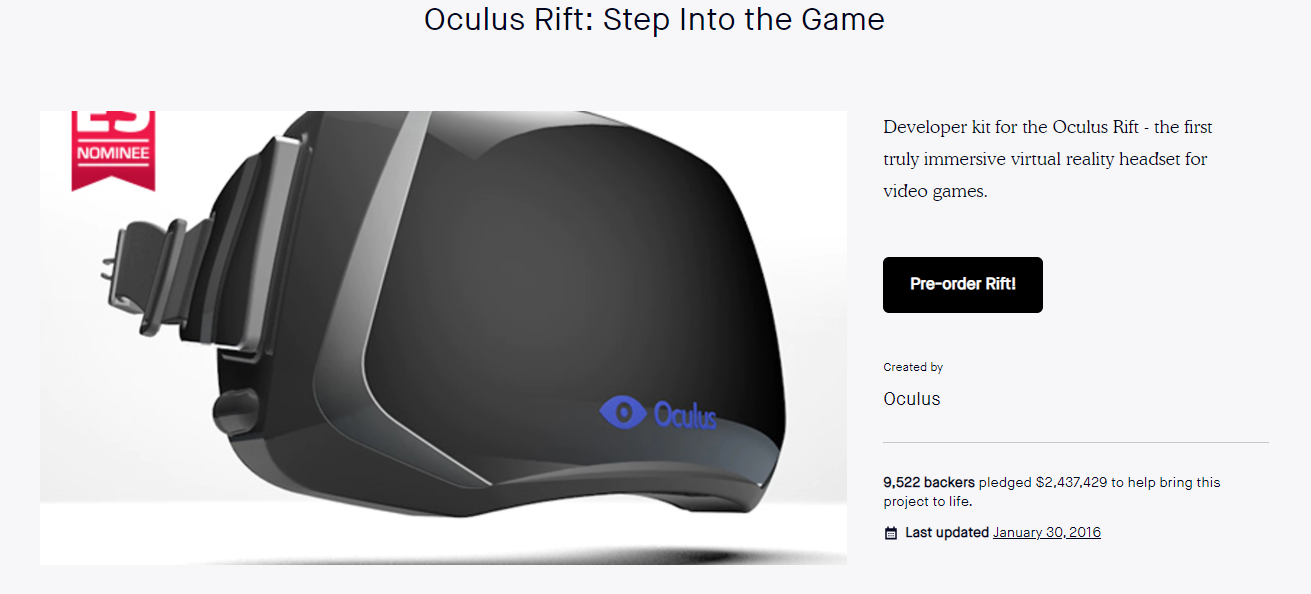 Oculus Rift: Step Into the Game
NOMINEE
Developer kit for the Oculus Rift - the first
truly immersive virtual reality headset for
video games.
Pre-order Rift!
Oculus
Created by
Oculus
9,522 backers pledged $2,437,429 to help bring this
project to life.
Last updated January 30, 2016